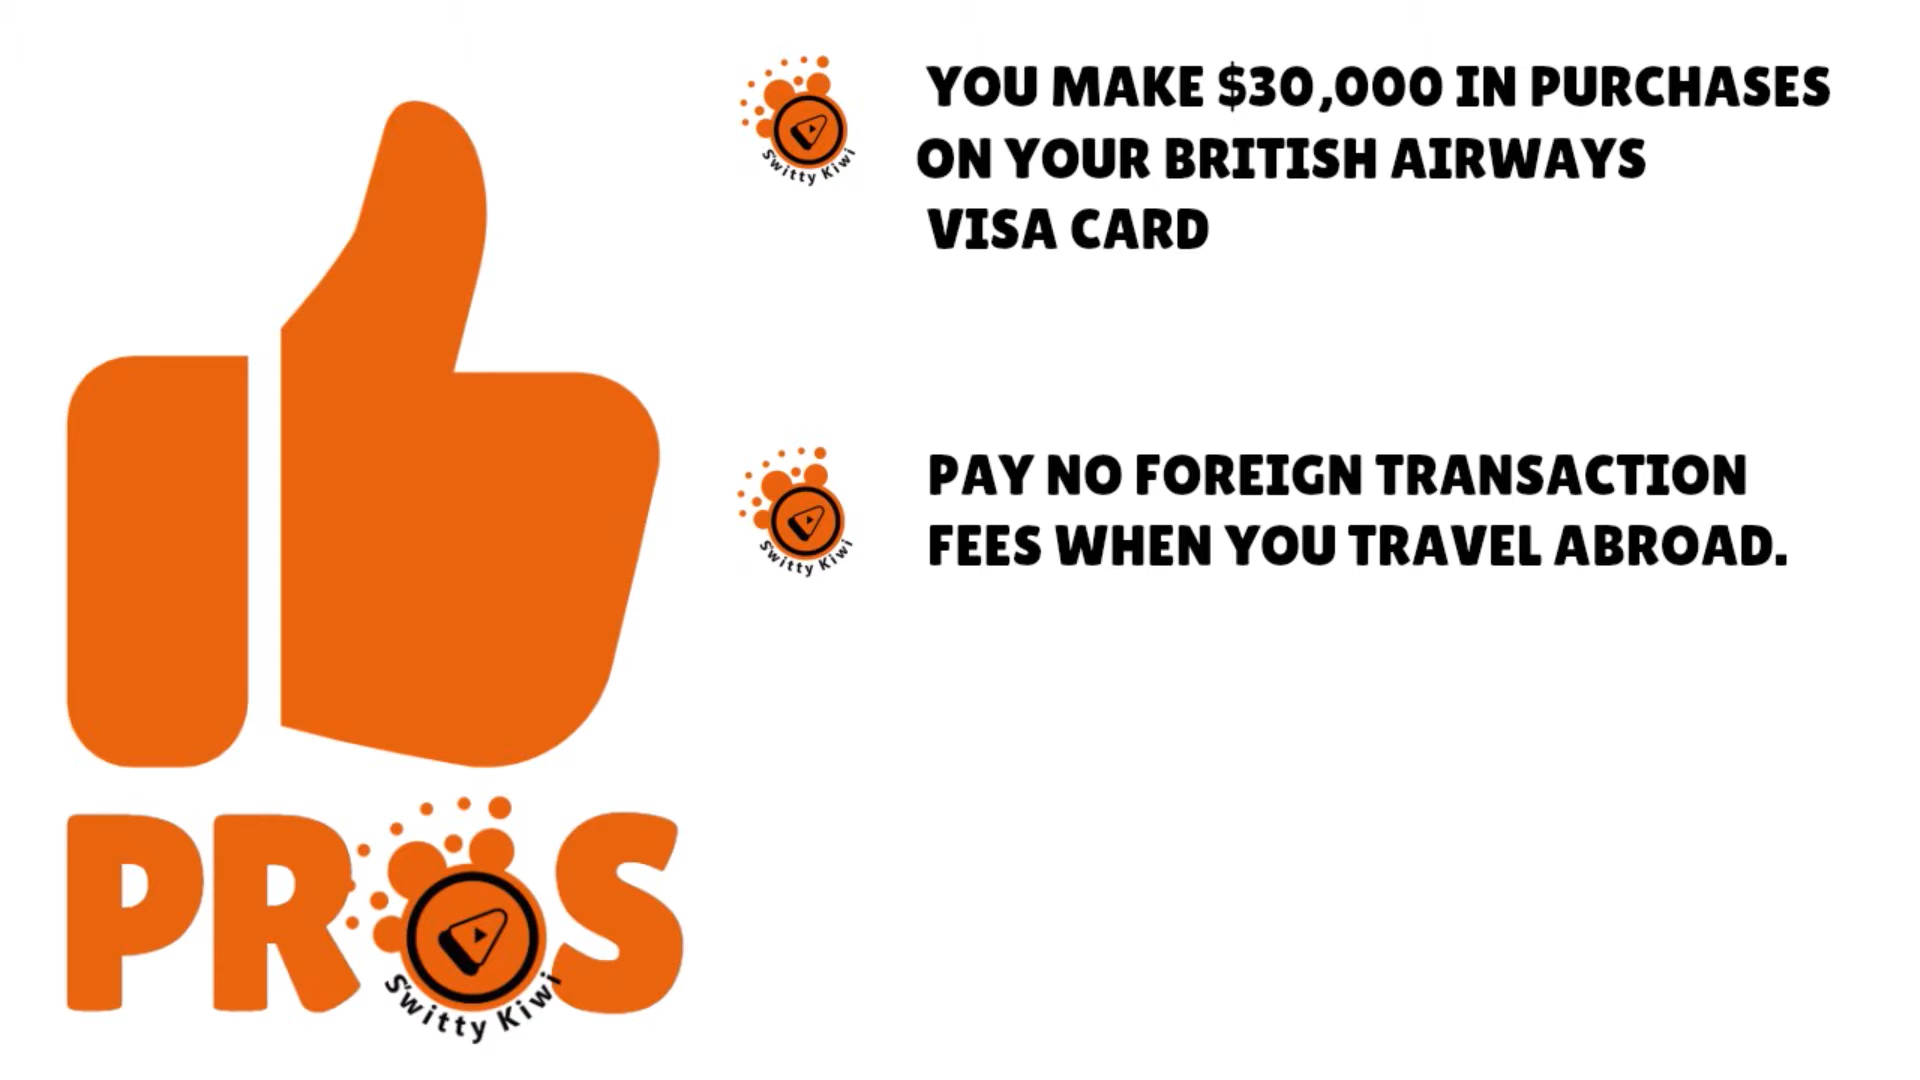 YOU MAKE $30,000 IN PURCHASES
ON YOUR BRITISH AIRWAYS
VISA CARD
Switty Kiwi
PAY NO FOREIGN TRANSACTION
FEES WHEN YOU TRAVEL ABROAD.
Switty Kiwi
PROS
Switty Kiwi